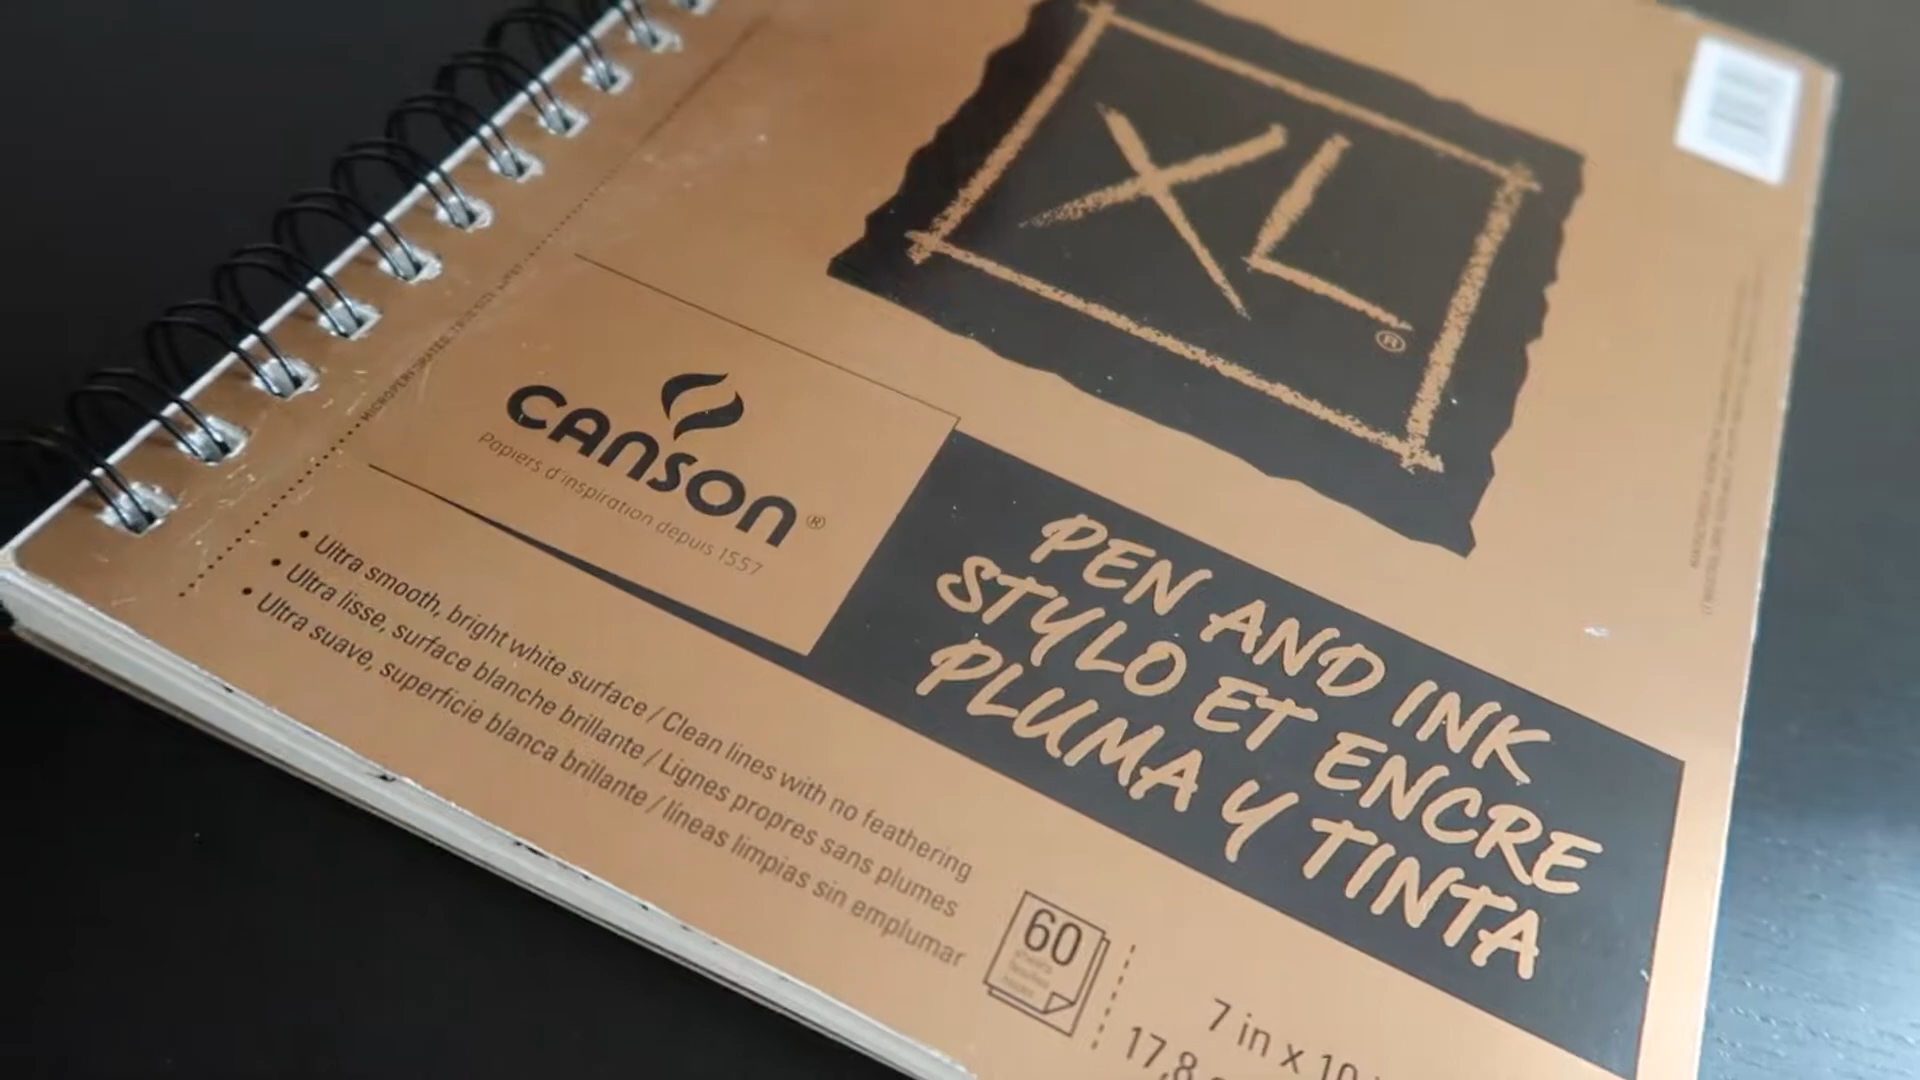 XL®
CANSON®
Papiers d'inspiration depuis 1557
PEN AND INK
STYLO ET ENCRE
PLUMA Y TINTA
• Ultra smooth, bright white surface / Clean lines with no feathering
• Ultra lisse, surface blanche brillante / Lignes propres sans plumes
• Ultra suave, superficie blanca brillante / líneas limpias sin emplumar
60
7 in x 10
17,8